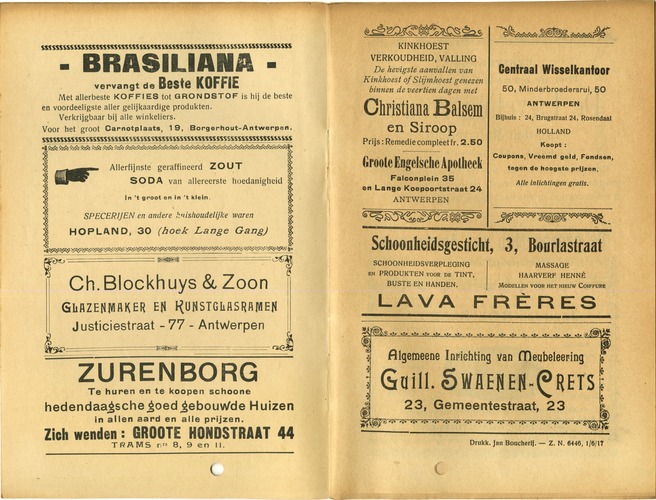 - BRASILIANA -
vervangt de Beste KOFFIE
Met allerbeste KOFFIES tot GRONDSTOF is hij de beste
en voordeeligste aller gelijkaardige produkten.
Verkrijgbaar bij alle winkeliers.
Voor het groot Carnotplaats, 19, Borgerhout-Antwerpen.
Allerfijnste geraffineerd ZOUT
SODA van allereerste hoedanigheid
In 't groot en in 't klein.
SPECERIJEN en andere huishoudelijke waren
HOPLAND, 30 (hoek Lange Gang)
Ch. Blockhuys & Zoon
GLAZENMAKER EN KUNSTGLASRAMEN
Justiciestraat - 77 - Antwerpen
ZURENBORG
Te huren en te koopen schoone
hedendaagsche goed gebouwde Huizen
in allen aard en alle prijzen.
Zich wenden : GROOTE HONDSTRAAT 44
TRAMS nrs 8, 9 en 11.
KINKHOEST
VERKOUDHEID, VALLING
De hevigste aanvallen van
Kinkhoest of Slijmhoest genezen
binnen de veertien dagen met
Christiana Balsem
en Siroop
Prijs : Remedie compleet fr. 2.50
Groote Engelsche Apotheek
Falconplein 35
en Lange Koepoortstraat 24
ANTWERPEN
Centraal Wisselkantoor
50, Minderbroedersrui, 50
ANTWERPEN
Bijhuis : 24, Brugstraat 24, Rosendaal
HOLLAND
Koopt :
Coupons, Vreemd geld, Fondsen,
tegen de hoogste prijzen.
Alle inlichtingen gratis.
Schoonheidsgesticht, 3, Bourlastraat
SCHOONHEIDSVERPLEGING
EN PRODUKTEN VOOR DE TINT,
BUSTE EN HANDEN,
MASSAGE
HAARVERF HENNÉ
MODELLEN VOOR HET NIEUW COIFFURE
LAVA FRÈRES
Algemeene Inrichting van Meubeleering
Guill. SWAENEN-CRETS
23, Gemeentestraat, 23
Drukk. Jan Boucherij. — Z. N. 6446, 1/6/17